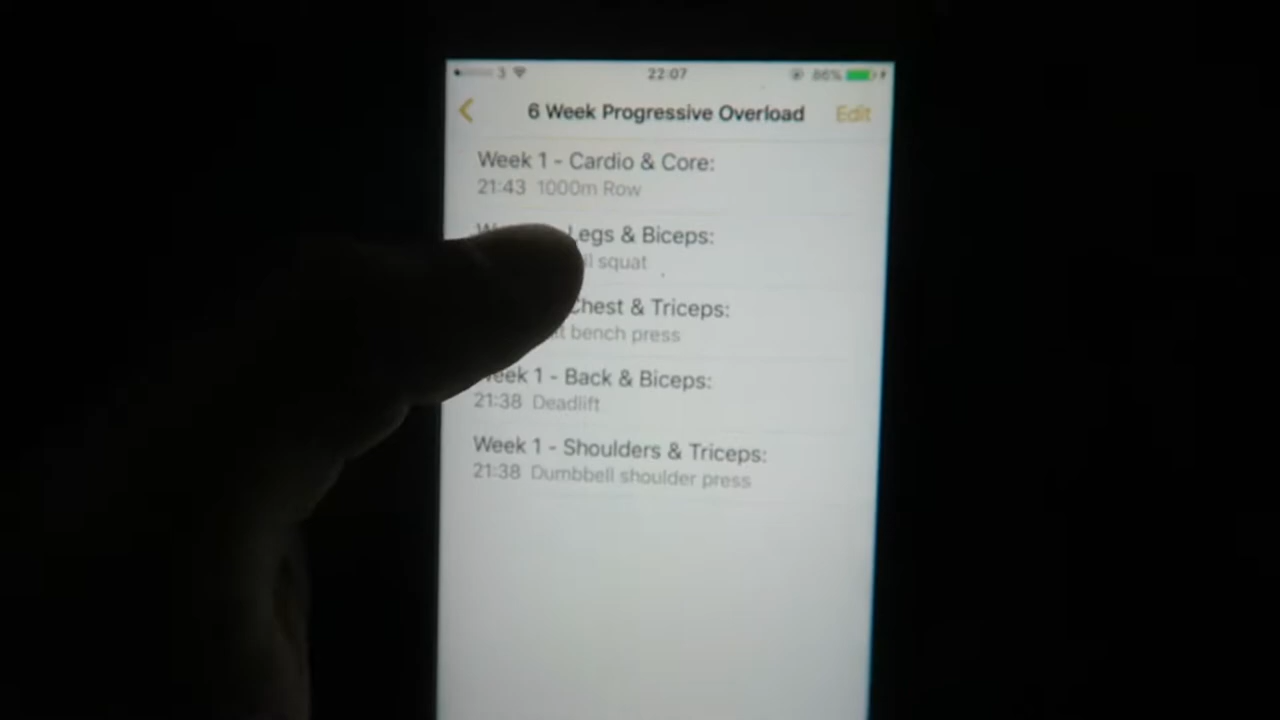 3 22:07 86%
6 Week Progressive Overload Edit
Week 1 - Cardio & Core:
21:43 1000m Row
Legs & Biceps:
squat
Chest & Triceps:
bench press
Week 1 - Back & Biceps:
21:38 Deadlift
Week 1 - Shoulders & Triceps:
21:38 Dumbbell shoulder press